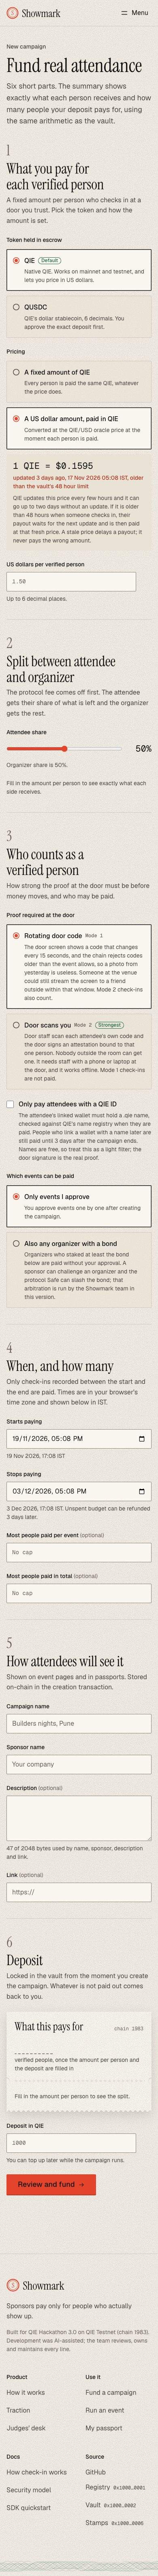 Showmark
Menu
New campaign
Fund real attendance
Six short parts. The summary shows
exactly what each person receives and how
many people your deposit pays for, using
the same arithmetic as the vault.
1
What you pay for
each verified person
A fixed amount per person who checks in at a
door you trust. Pick the token and how the
amount is set.
Token held in escrow
QIE Default
Native QIE. Works on mainnet and testnet, and
lets you price in US dollars.
QUSDC
QIE's dollar stablecoin, 6 decimals. You
approve the exact deposit first.
Pricing
A fixed amount of QIE
Every person is paid the same QIE, whatever
the price does.
A US dollar amount, paid in QIE
Converted at the QIE/USD oracle price at the
moment each person is paid.
1 QIE = $0.1595
updated 3 days ago, 17 Nov 2026 05:08 IST, older
than the vault's 48 hour limit
QIE updates this price every few hours and it can
go up to two days without an update. If it is older
than 48 hours when someone checks in, their
payout waits for the next update and is then paid
at that fresh price. A stale price delays a payout; it
never pays the wrong amount.
US dollars per verified person
1.50
Up to 6 decimal places.
2
Split between attendee
and organizer
The protocol fee comes off first. The attendee
gets their share of what is left and the organizer
gets the rest.
Attendee share
50%
Organizer share is 50%.
Fill in the amount per person to see exactly what each
side receives.
3
Who counts as a
verified person
How strong the proof at the door must be before
money moves, and who may be paid.
Proof required at the door
Rotating door code Mode 1
The door screen shows a code that changes
every 15 seconds, and the chain rejects codes
older than the event allows, so a photo from
yesterday is useless. Someone at the venue
could still stream the screen to a friend
outside within that window. Mode 2 check-ins
also count.
Door scans you Mode 2 Strongest
Door staff scan each attendee's own code and
the door signs an attestation bound to that
person. Nobody outside the room can get
one. It needs staff with a phone or laptop at
the door, and it works offline. Mode 1 check-ins
are not paid.
Only pay attendees with a QIE ID
The attendee's linked wallet must hold a .qie name,
checked against QIE's name registry when they are
paid. People who link a wallet with a name later are
still paid until 3 days after the campaign ends.
Names are free, so treat this as a light filter; the
door signature is the real proof.
Which events can be paid
Only events I approve
You approve events one by one after creating
the campaign.
Also any organizer with a bond
Organizers who staked at least the bond
below are paid without your approval. A
sponsor can challenge an organizer and the
protocol Safe can slash the bond; that
arbitration is run by the Showmark team in
this version.
4
When, and how many
Only check-ins recorded between the start and
the end are paid. Times are in your browser's
time zone and shown below in IST.
Starts paying
19/11/2026, 05:08 PM
19 Nov 2026, 17:08 IST
Stops paying
03/12/2026, 05:08 PM
3 Dec 2026, 17:08 IST. Unspent budget can be refunded
3 days later.
Most people paid per event (optional)
No cap
Most people paid in total (optional)
No cap
5
How attendees will see it
Shown on event pages and in passports. Stored
on-chain in the creation transaction.
Campaign name
Builders nights, Pune
Sponsor name
Your company
Description (optional)
47 of 2048 bytes used by name, sponsor, description
and link.
Link (optional)
https://
6
Deposit
Locked in the vault from the moment you create
the campaign. Whatever is not paid out comes
back to you.
What this pays for
chain 1983
verified people, once the amount per person and
the deposit are filled in
Fill in the amount per person to see the split.
Deposit in QIE
1000
You can top up later while the campaign runs.
Review and fund →
Showmark
Sponsors pay only for people who actually
show up.
Built for QIE Hackathon 3.0 on QIE Testnet (chain 1983).
Development was AI-assisted; the team reviews, owns
and maintains every line.
Product
Use it
How it works
Fund a campaign
Traction
Run an event
Judges' desk
My passport
Docs
Source
How check-in works
GitHub
Security model
Registry
SDK quickstart
Vault
Stamps